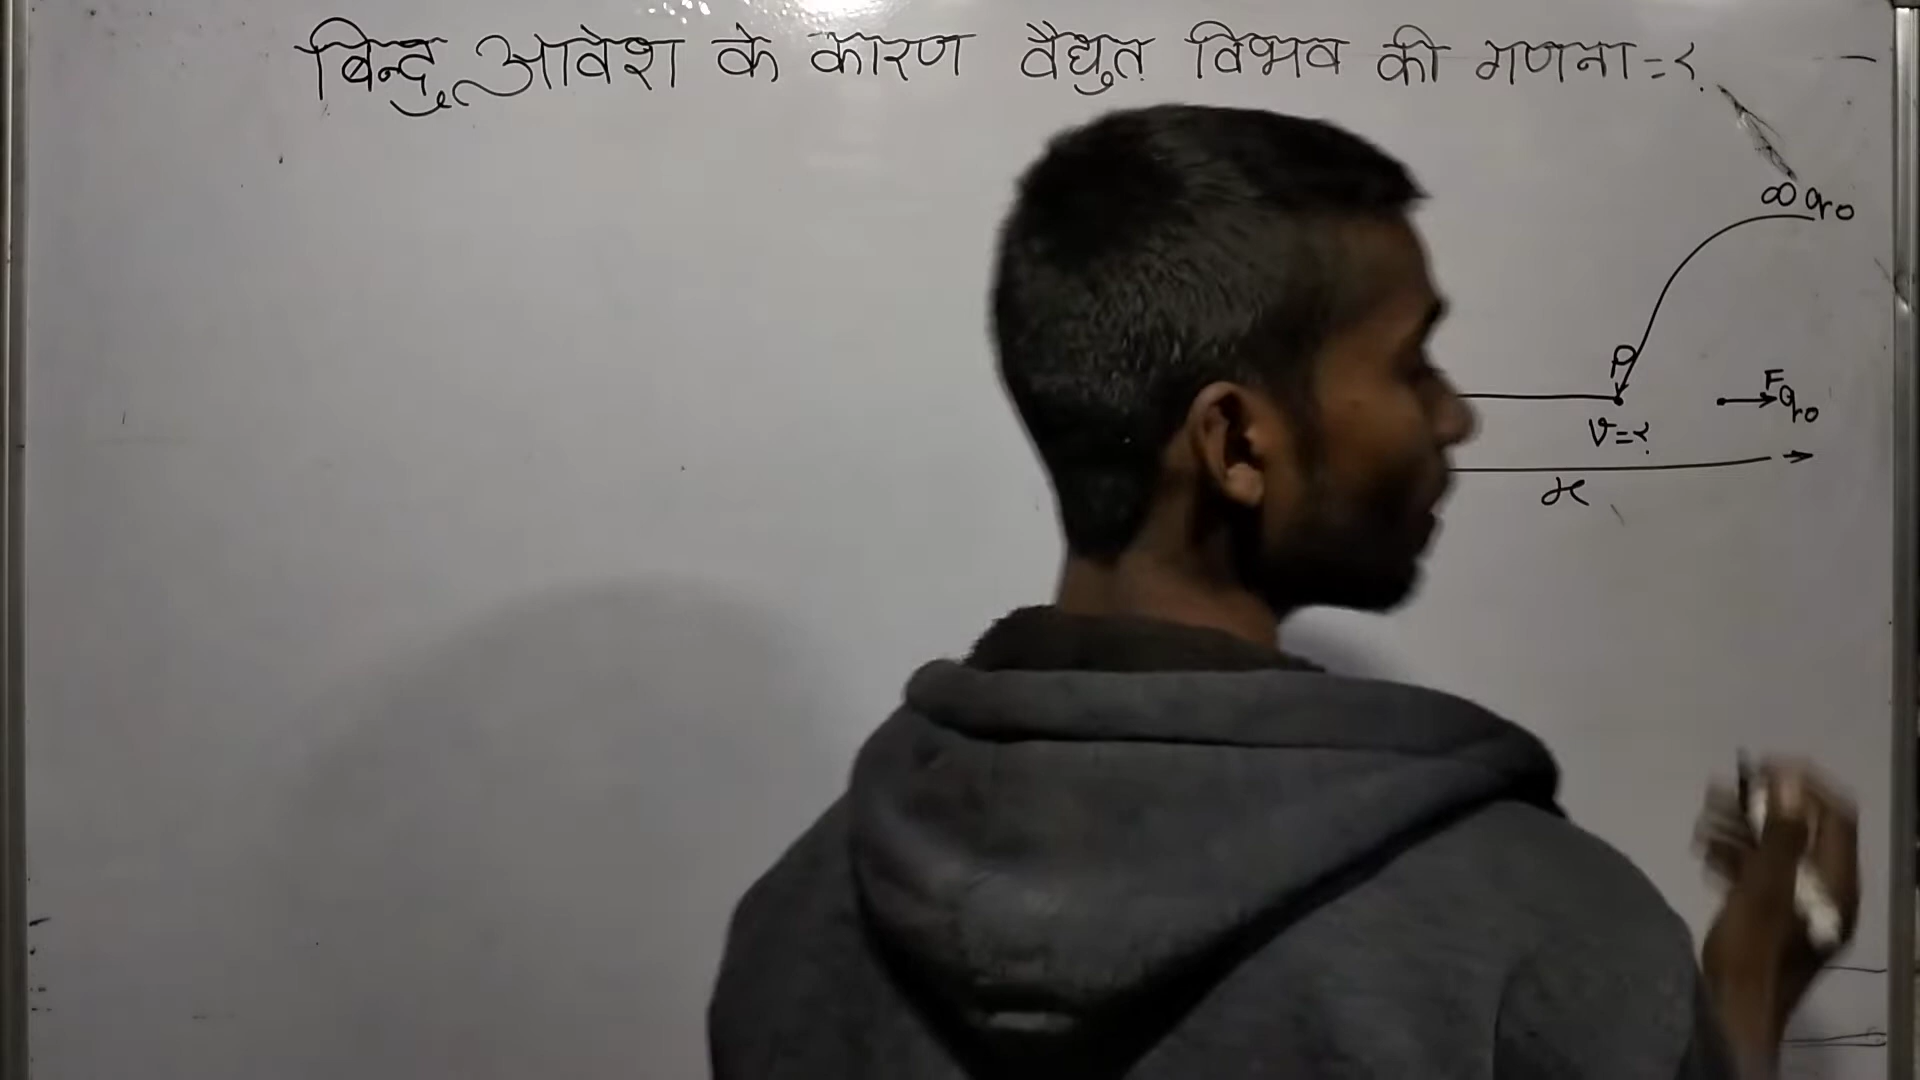 बिन्दु आवेश के कारण वैद्युत विभव की गणना=?
∞ q₀
P
F
q₀
V=?
x